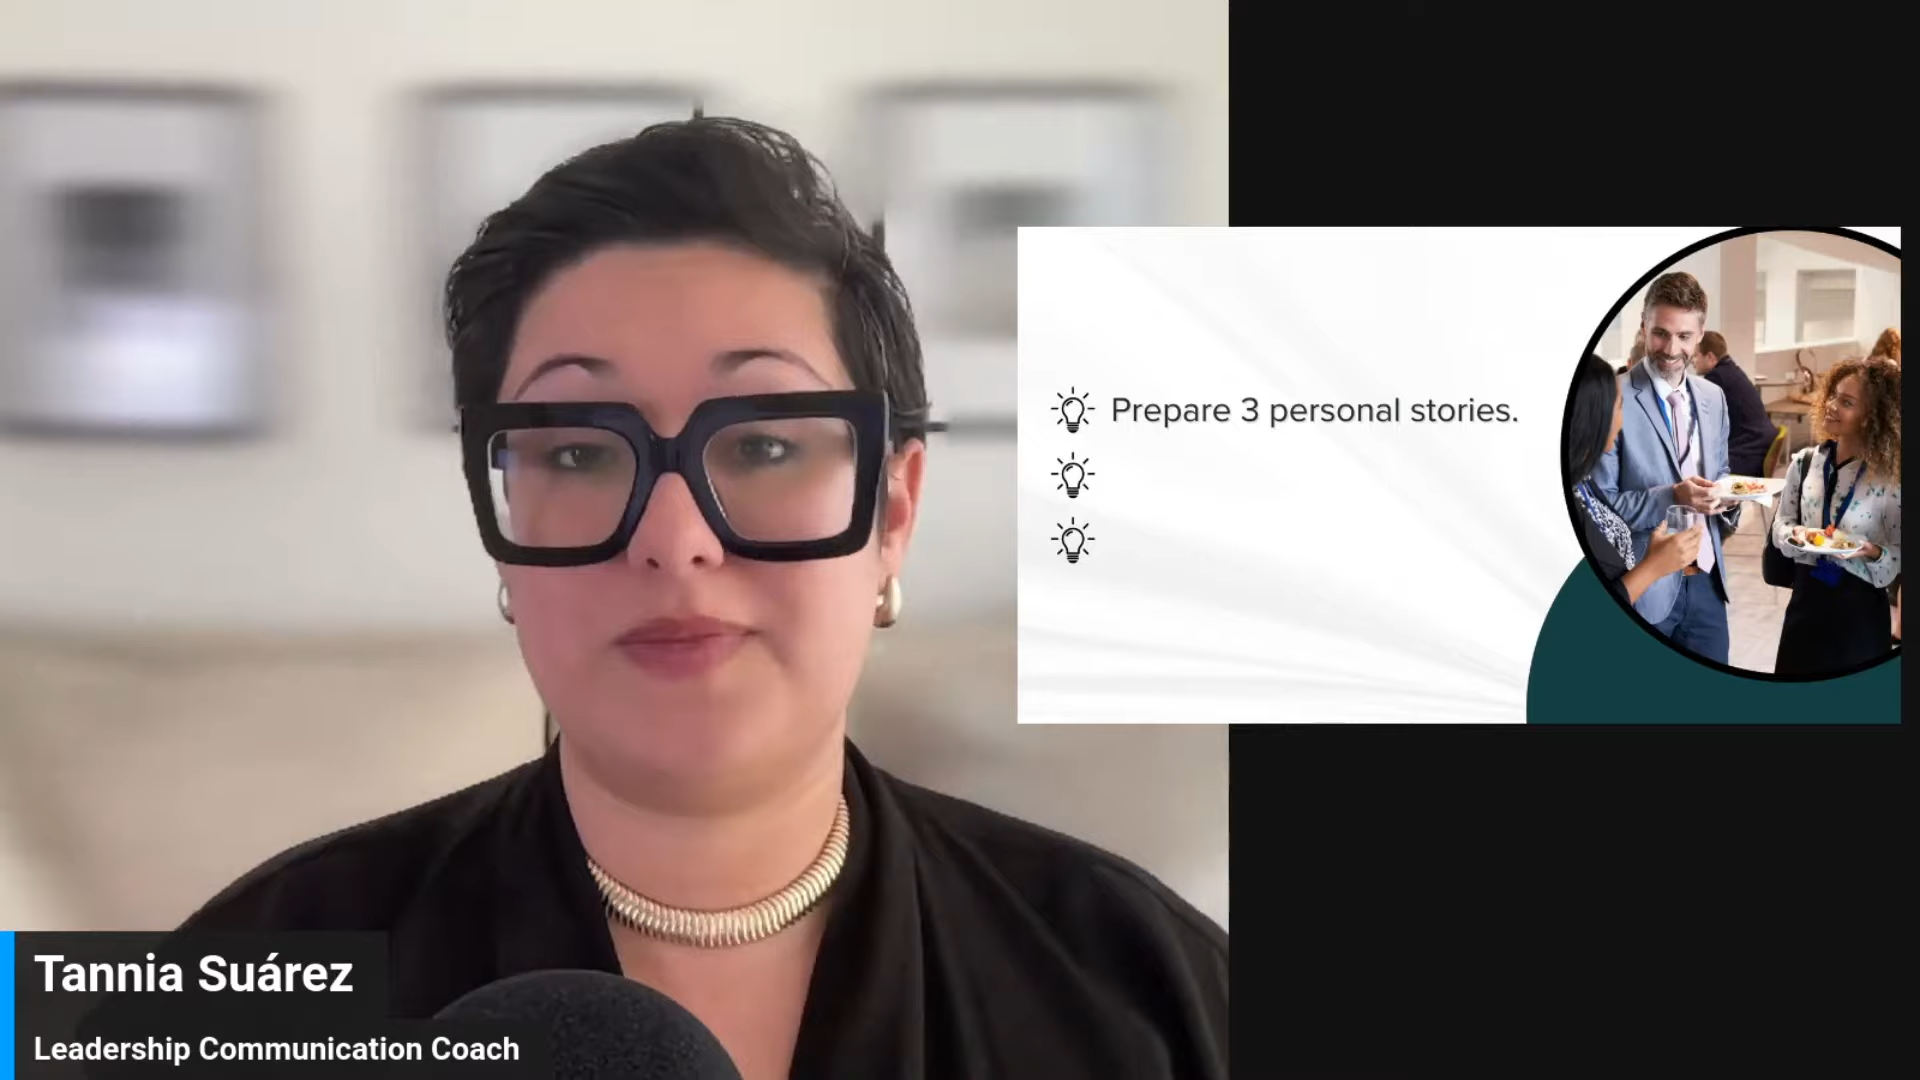 Prepare 3 personal stories.
Tannia Suárez
Leadership Communication Coach